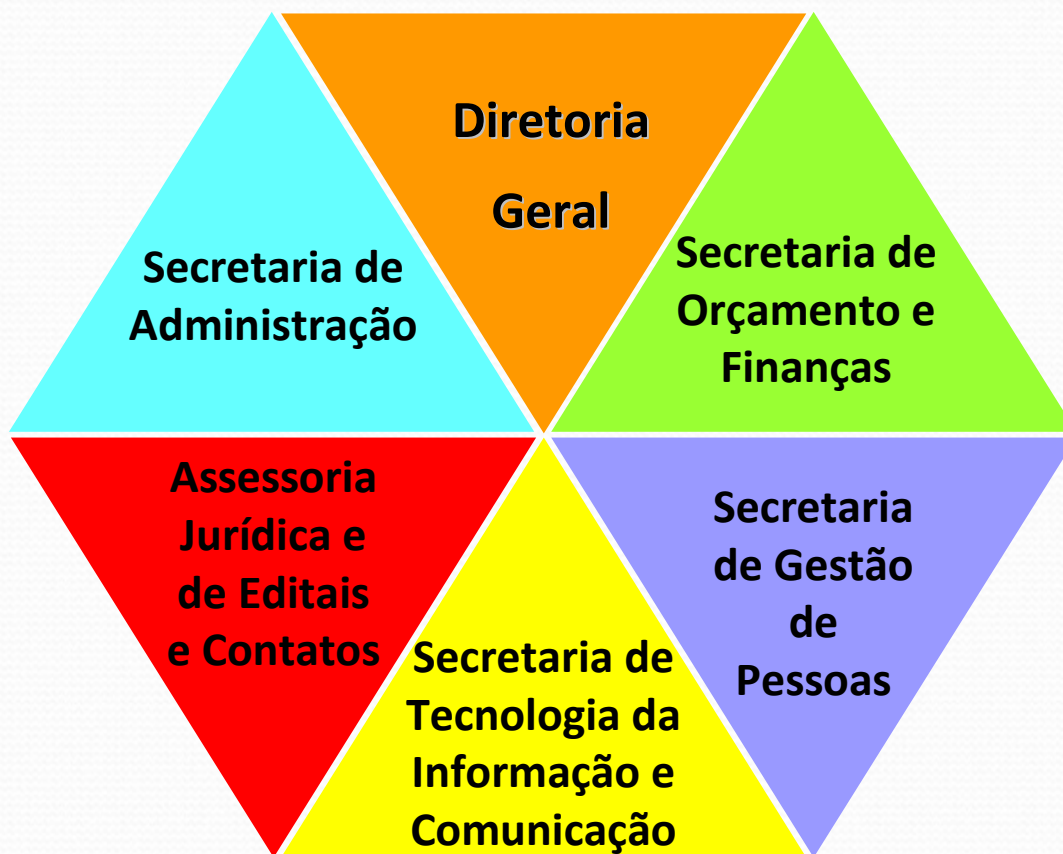 Diretoria
Geral
Secretaria de
Administração
Secretaria de
Orçamento e
Finanças
Assessoria
Jurídica e
de Editais
e Contatos
Secretaria de
Tecnologia da
Informação e
Comunicação
Secretaria
de Gestão
de
Pessoas